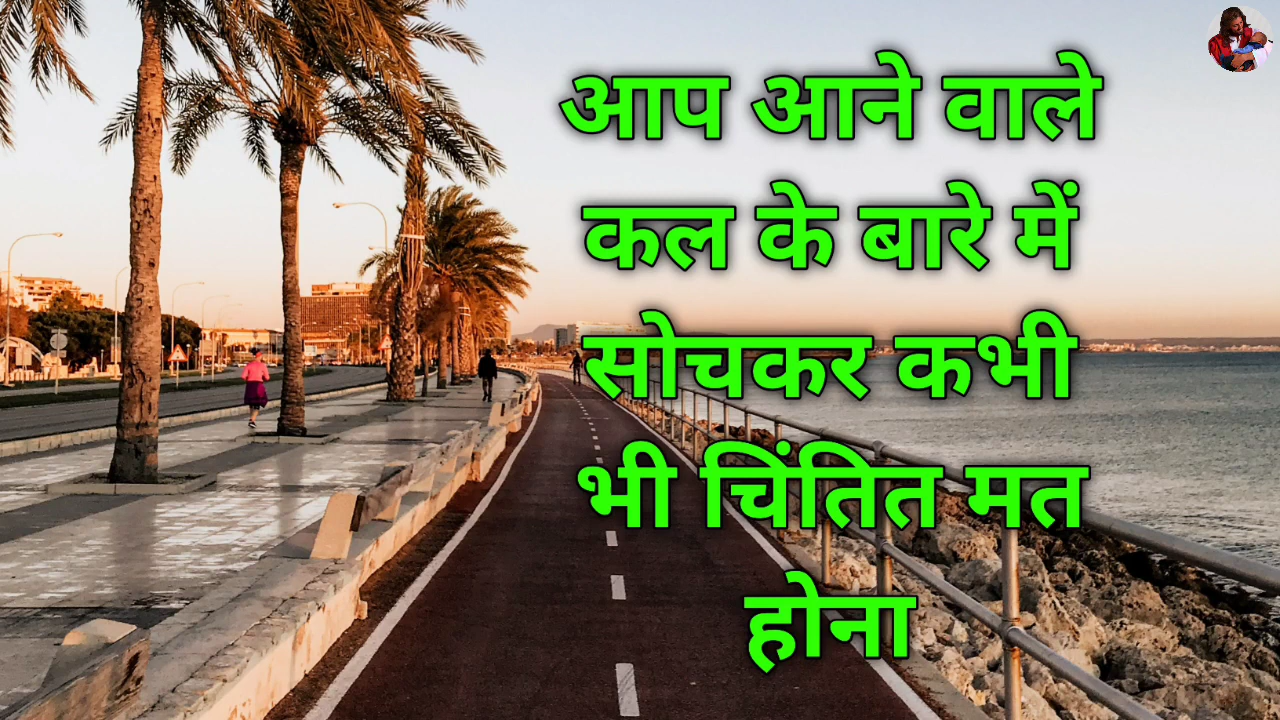 आप आने वाले
कल के बारे में
सोचकर कभी
भी चिंतित मत
होना